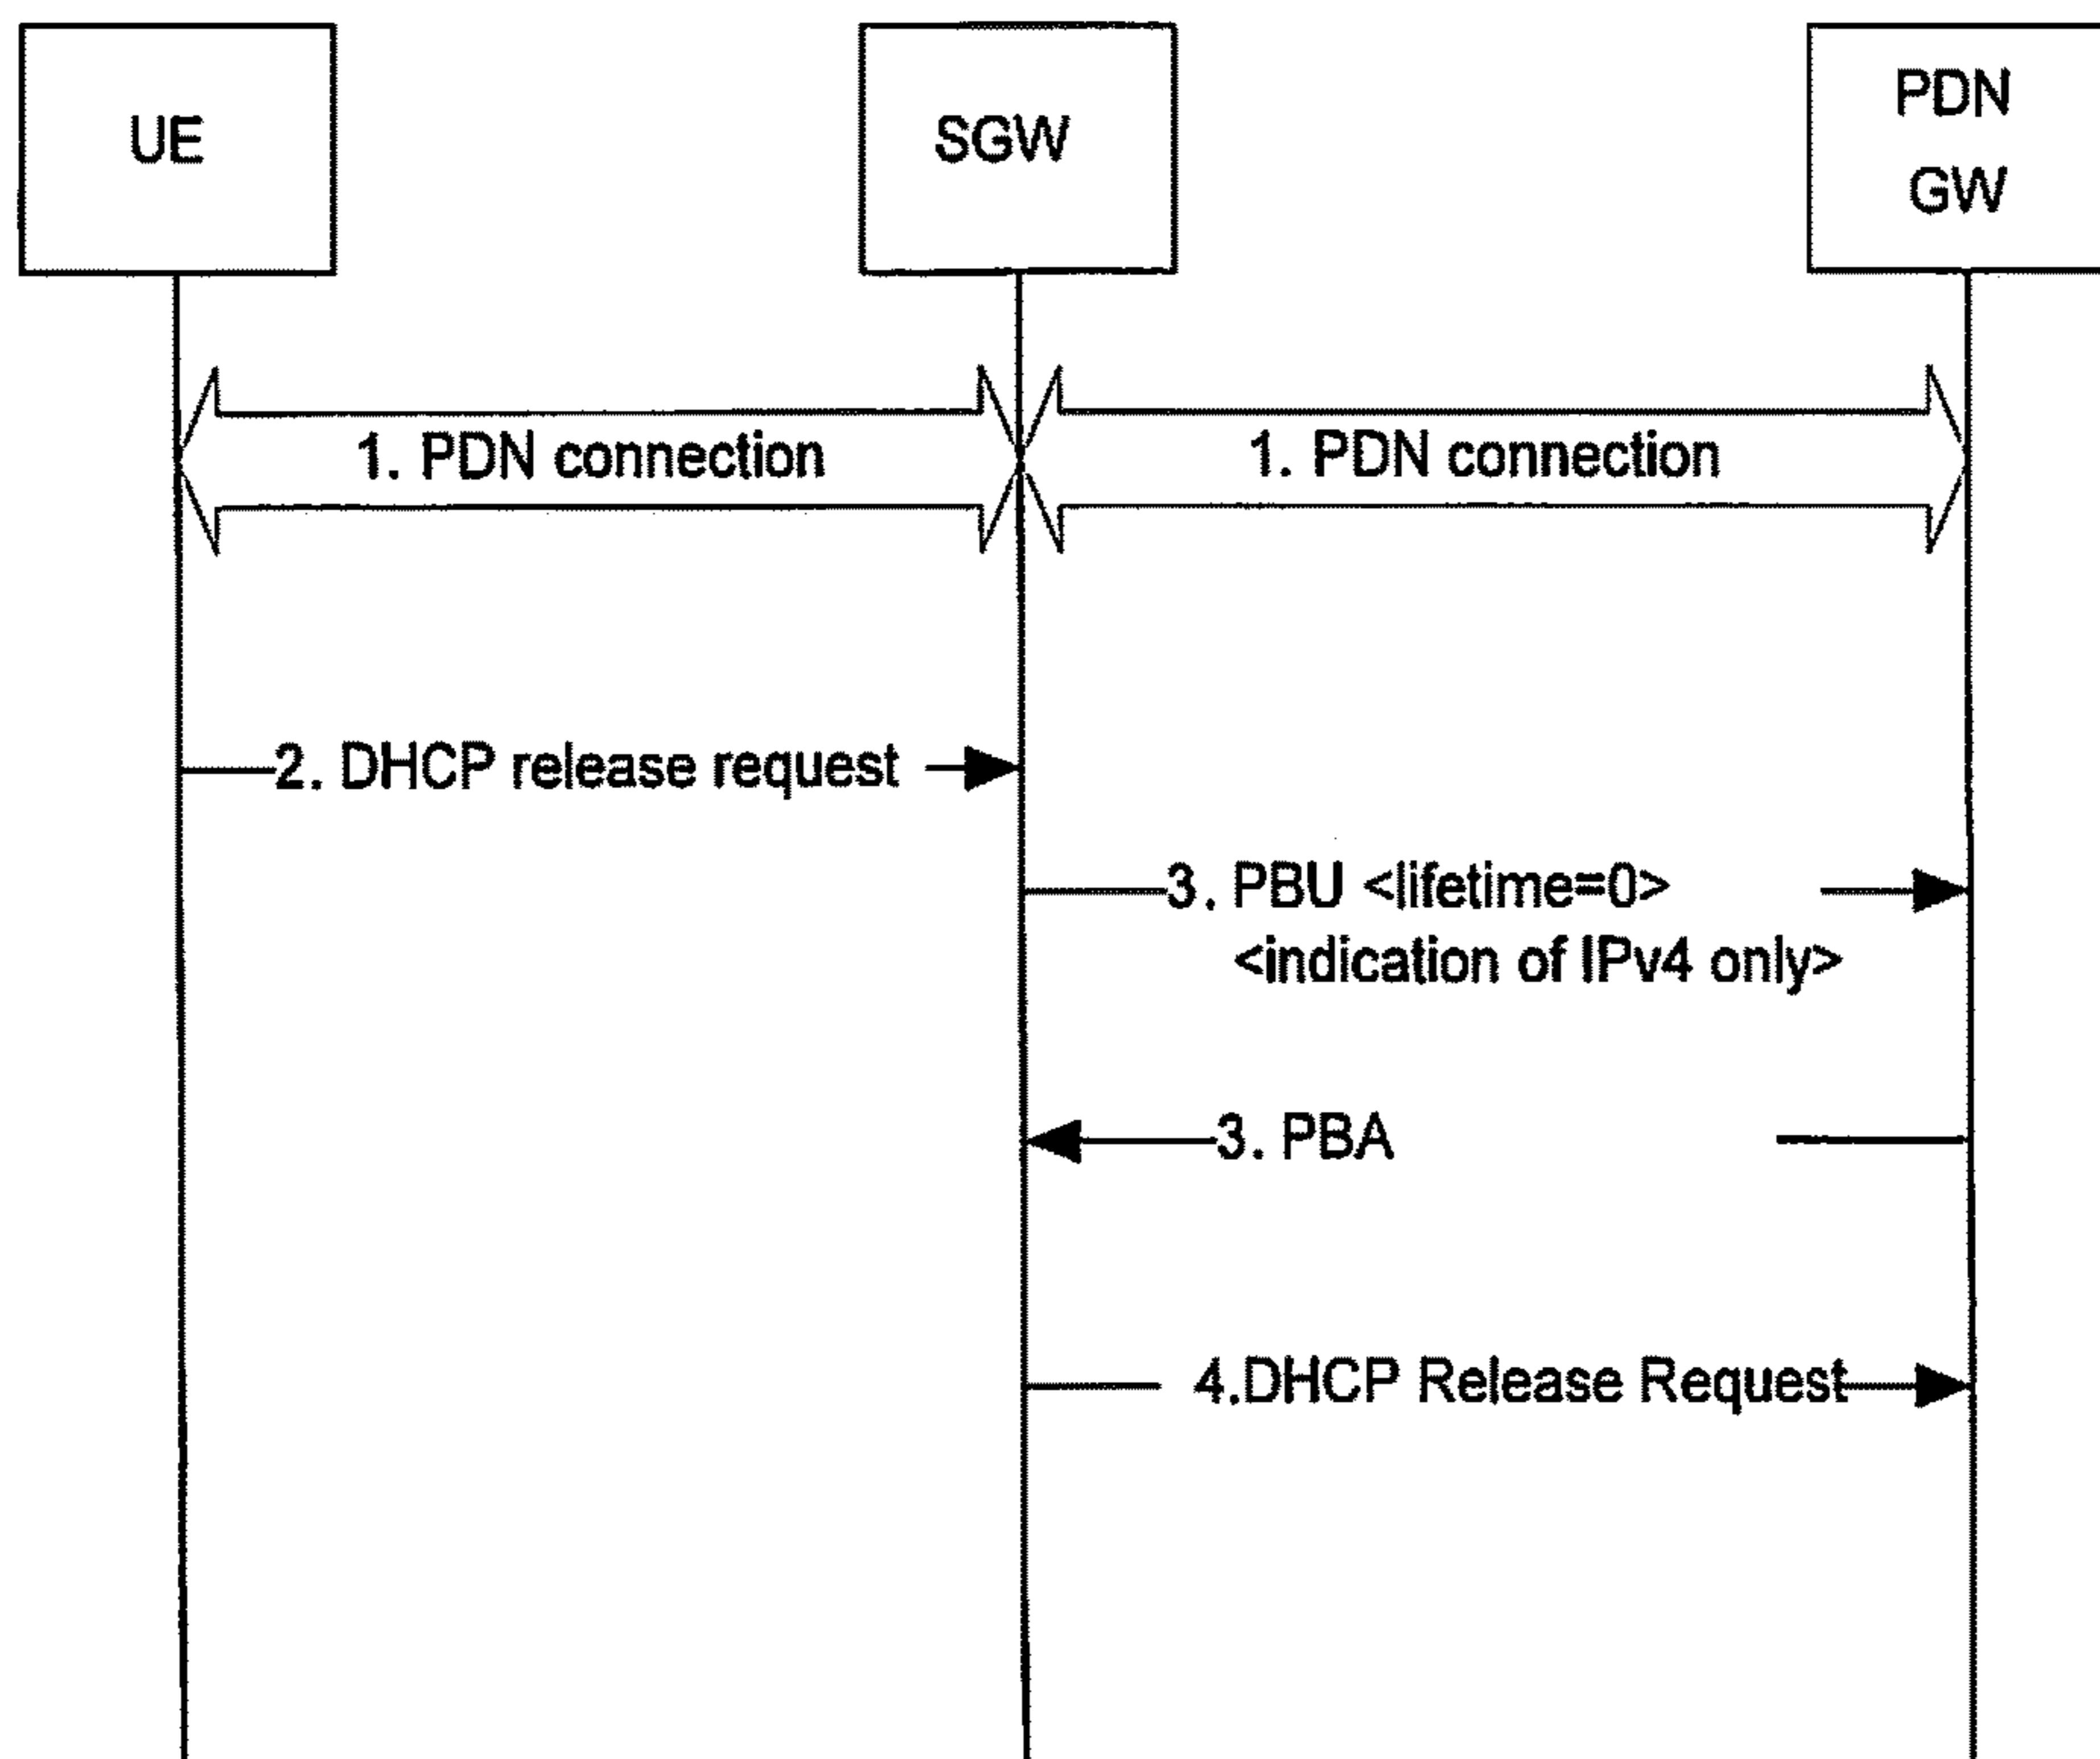 UE
SGW
PDN
GW
1. PDN connection
1. PDN connection
2. DHCP release request
3. PBU <lifetime=0>
<indication of IPv4 only>
3. PBA
4.DHCP Release Request